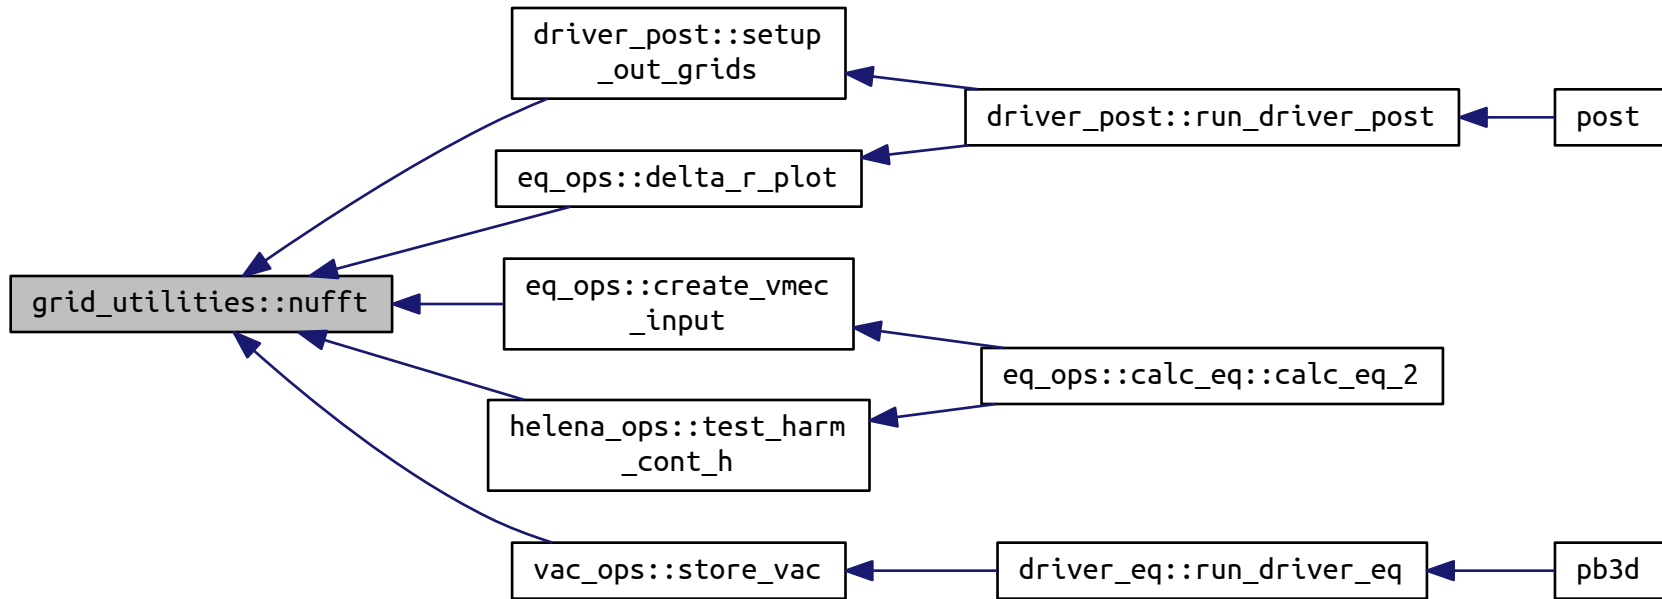 driver_post::setup
_out_grids
driver_post::run_driver_post
post
eq_ops::delta_r_plot
grid_utilities::nufft
eq_ops::create_vmec
_input
eq_ops::calc_eq::calc_eq_2
helena_ops::test_harm
_cont_h
vac_ops::store_vac
driver_eq::run_driver_eq
pb3d